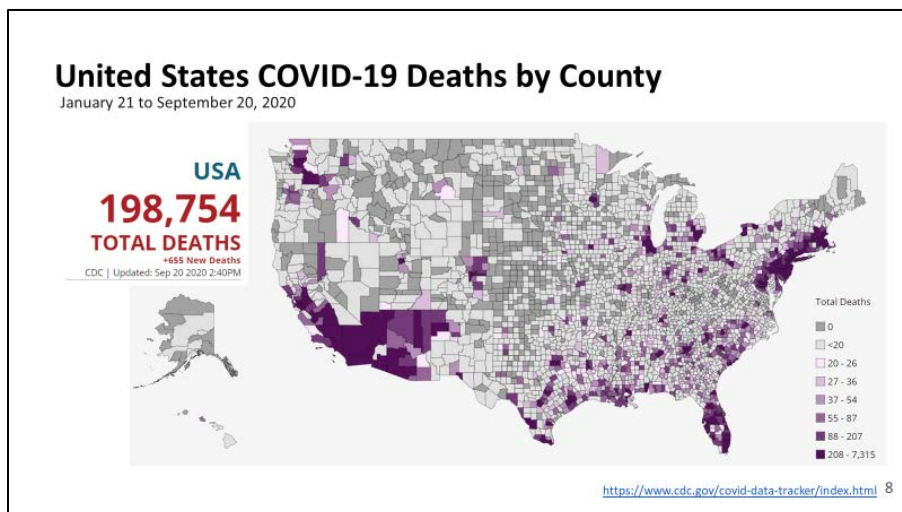 United States COVID-19 Deaths by County
January 21 to September 20, 2020
USA
198,754
TOTAL DEATHS
+655 New Deaths
CDC | Updated: Sep 20 2020 2:40PM
Total Deaths
0
<20
20 - 26
27 - 36
37 - 54
55 - 87
88 - 207
208 - 7,315
https://www.cdc.gov/covid-data-tracker/index.html 8